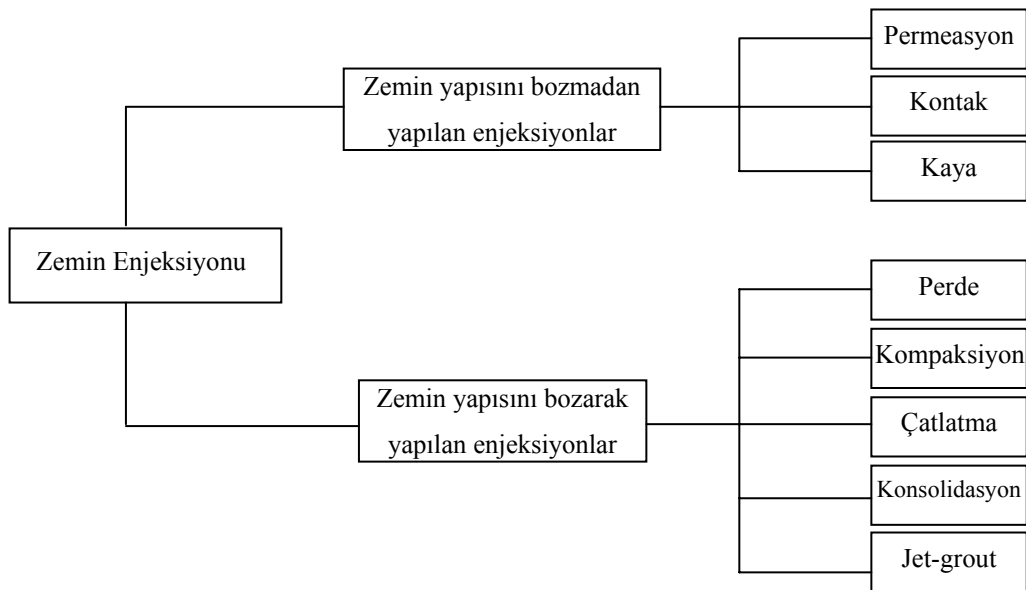 Zemin Enjeksiyonu
Zemin yapısını bozmadan
yapılan enjeksiyonlar
Permeasyon
Kontak
Kaya
Zemin yapısını bozarak
yapılan enjeksiyonlar
Perde
Kompaksiyon
Çatlatma
Konsolidasyon
Jet-grout